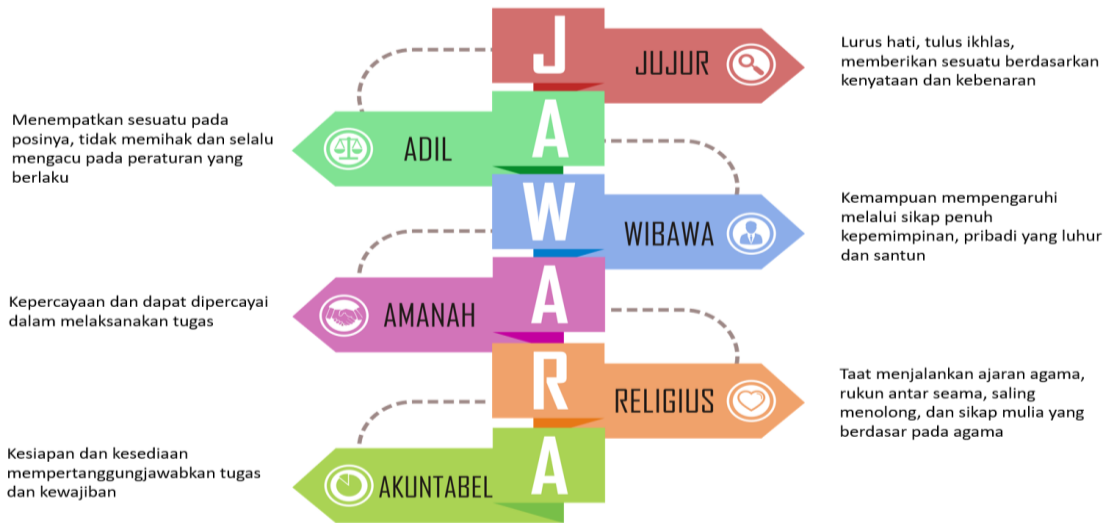 J
JUJUR
Lurus hati, tulus ikhlas,
memberikan sesuatu berdasarkan
kenyataan dan kebenaran
A
ADIL
Menempatkan sesuatu pada
posinya, tidak memihak dan selalu
mengacu pada peraturan yang
berlaku
W
WIBAWA
Kemampuan mempengaruhi
melalui sikap penuh
kepemimpinan, pribadi yang luhur
dan santun
A
AMANAH
Kepercayaan dan dapat dipercayai
dalam melaksanakan tugas
R
RELIGIUS
Taat menjalankan ajaran agama,
rukun antar seama, saling
menolong, dan sikap mulia yang
berdasar pada agama
A
AKUNTABEL
Kesiapan dan kesediaan
mempertanggungjawabkan tugas
dan kewajiban